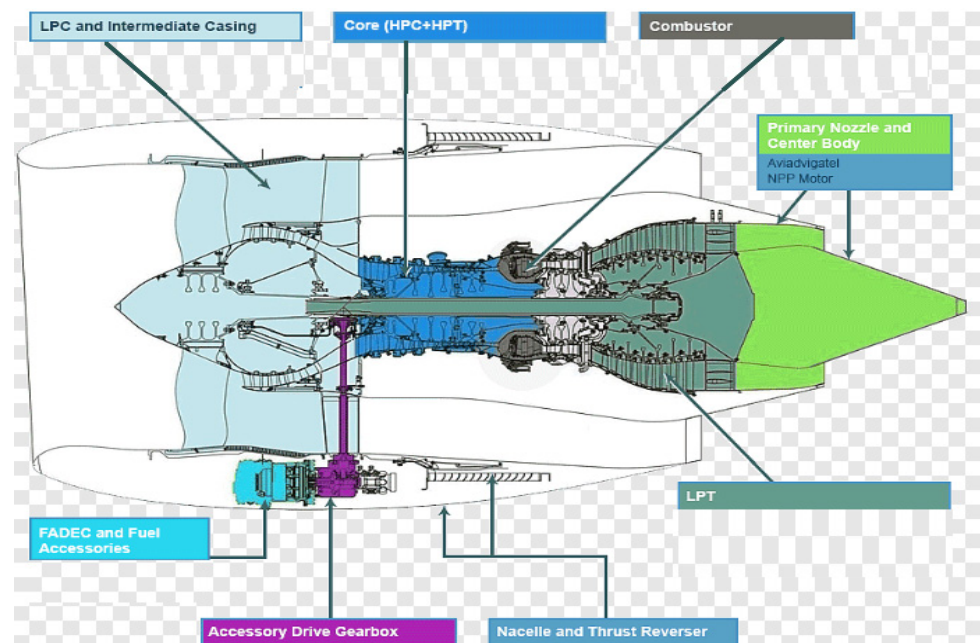 LPC and Intermediate Casing
Core (HPC+HPT)
Combustor
Primary Nozzle and
Center Body
Aviadvigatel
NPP Motor
LPT
FADEC and Fuel
Accessories
Accessory Drive Gearbox
Nacelle and Thrust Reverser